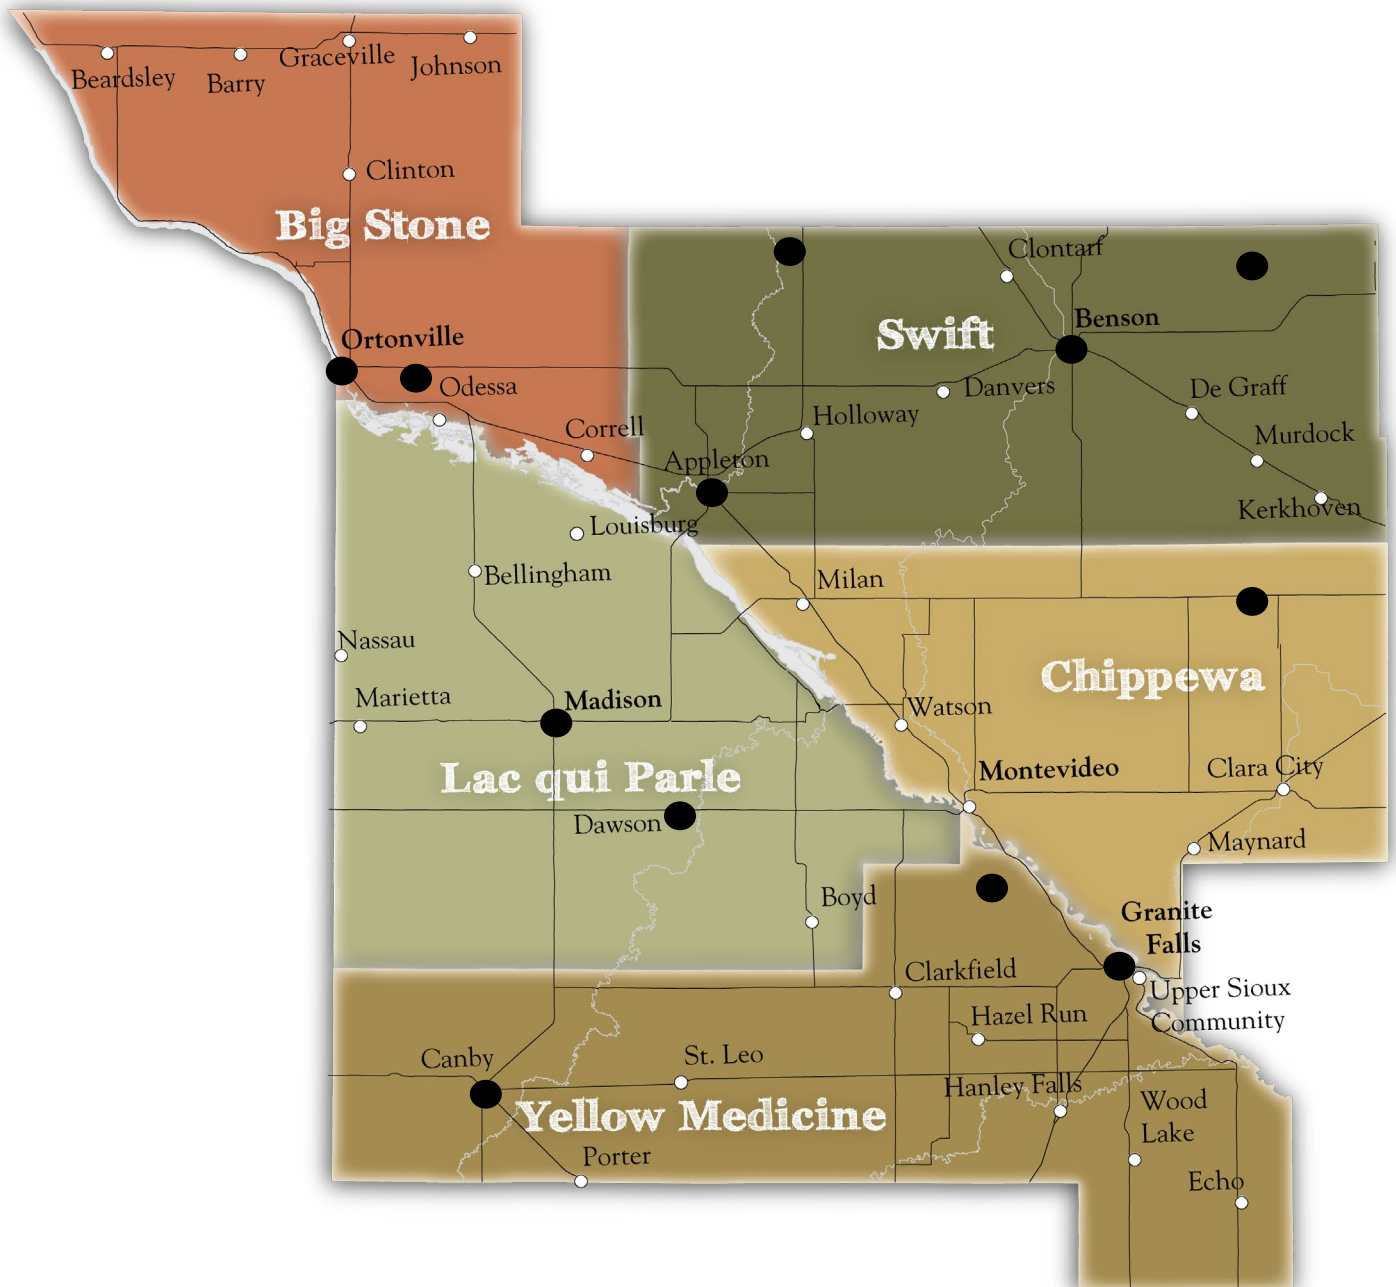 Beardsley
Barry
Graceville
Johnson
Clinton
Big Stone
Ortonville
Odessa
Correll
Clontarf
Swift
Benson
Danvers
De Graff
Holloway
Murdock
Appleton
Kerkhoven
Louisburg
Bellingham
Milan
Nassau
Marietta
Madison
Chippewa
Watson
Lac qui Parle
Montevideo
Clara City
Dawson
Maynard
Boyd
Granite
Falls
Clarkfield
Upper Sioux
Community
Hazel Run
Canby
St. Leo
Hanley Falls
Wood
Lake
Yellow Medicine
Porter
Echo